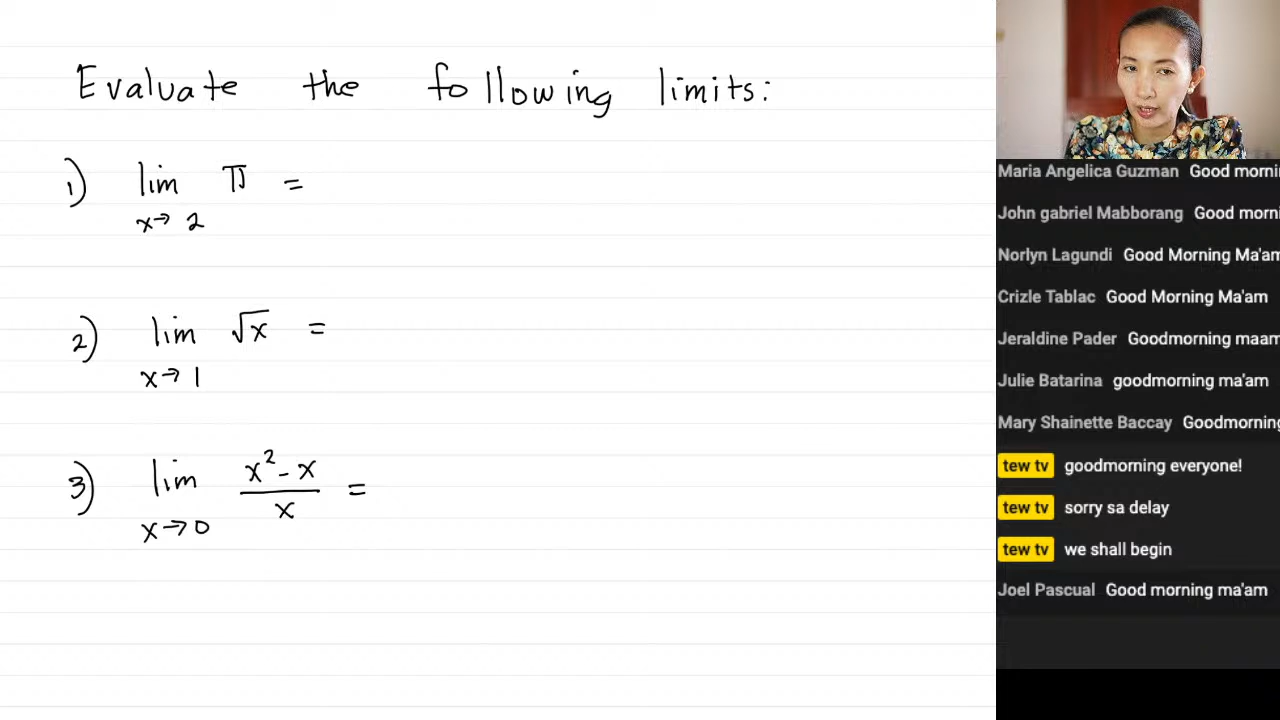 Evaluate the following limits:
1) lim π =
x→2
2) lim √x =
x→1
3) lim x²-x / x =
x→0
Maria Angelica Guzman Good morni
John gabriel Mabborang Good morn
Norlyn Lagundi Good Morning Ma'am
Crizle Tablac Good Morning Ma'am
Jeraldine Pader Goodmorning maam
Julie Batarina goodmorning ma'am
Mary Shainette Baccay Goodmorning
tew tv goodmorning everyone!
tew tv sorry sa delay
tew tv we shall begin
Joel Pascual Good morning ma'am